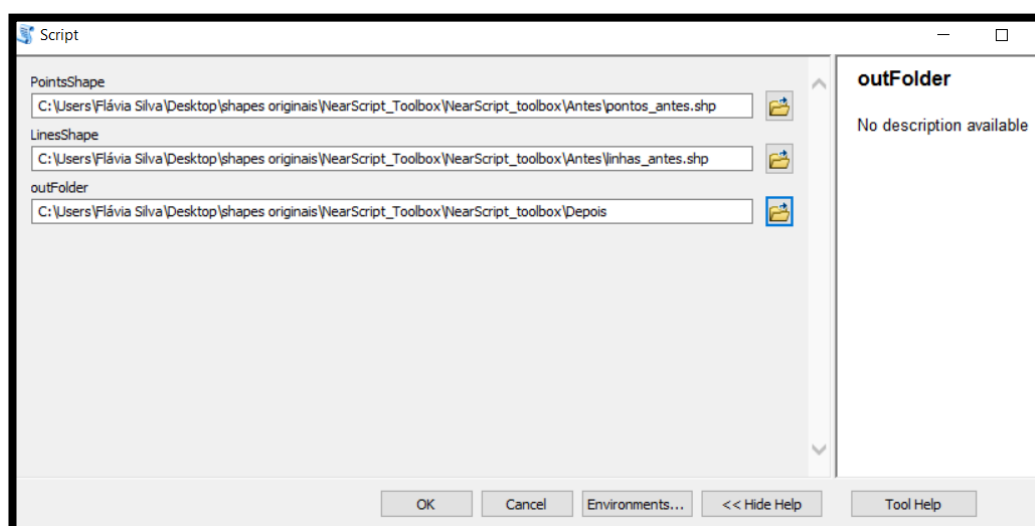 Script
PointsShape
C:\Users\Flávia Silva\Desktop\shapes originais\NearScript_Toolbox\NearScript_toolbox\Antes\pontos_antes.shp
LinesShape
C:\Users\Flávia Silva\Desktop\shapes originais\NearScript_Toolbox\NearScript_toolbox\Antes\linhas_antes.shp
outFolder
C:\Users\Flávia Silva\Desktop\shapes originais\NearScript_Toolbox\NearScript_toolbox\Depois
outFolder
No description available
OK Cancel Environments... << Hide Help Tool Help